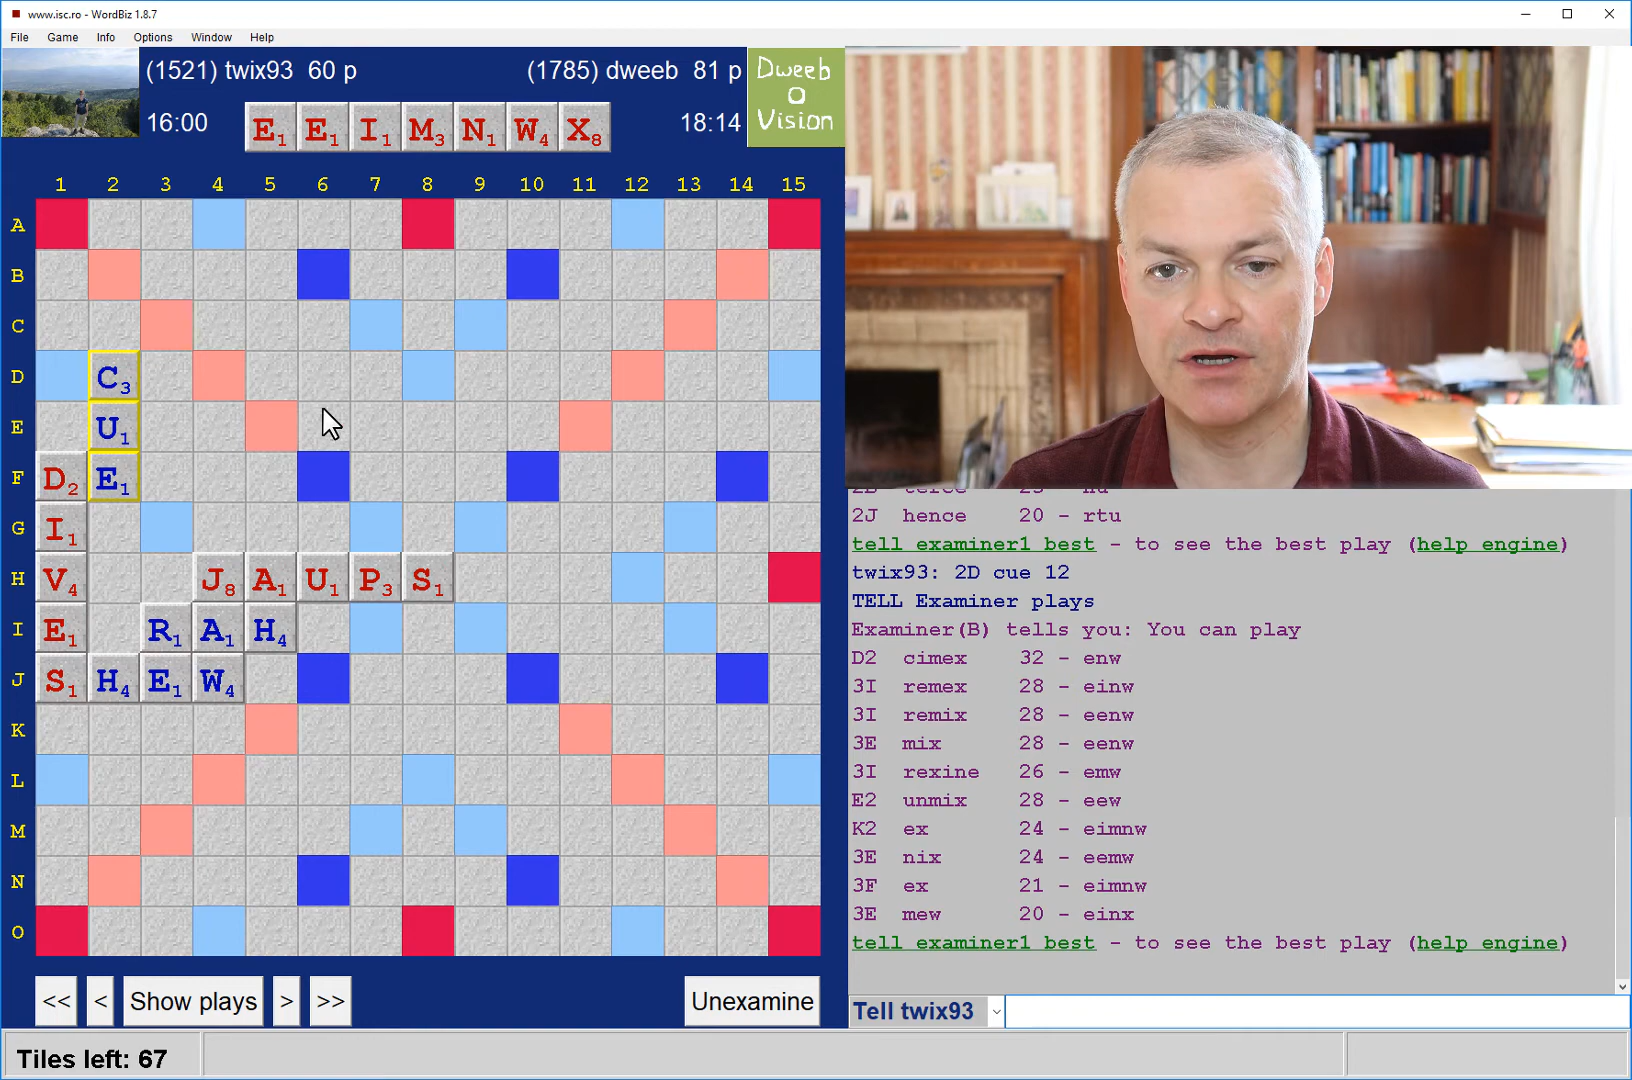 www.isc.ro - WordBiz 1.8.7
File Game Info Options Window Help
(1521) twix93 60 p
(1785) dweeb 81 p
16:00
E1 E1 I1 M3 N1 W4 X8
18:14
Dweeb
O
Vision
1 2 3 4 5 6 7 8 9 10 11 12 13 14 15
A
B
C
D C3
E U1
F D2 E1
G I1
H V4 J8 A1 U1 P3 S1
I E1 R1 A1 H4
J S1 H4 E1 W4
K
L
M
N
O
2J hence 20 - rtu
tell examiner1 best - to see the best play (help engine)
twix93: 2D cue 12
TELL Examiner plays
Examiner(B) tells you: You can play
D2 cimex 32 - enw
3I remex 28 - einw
3I remix 28 - eenw
3E mix 28 - eenw
3I rexine 26 - emw
E2 unmix 28 - eew
K2 ex 24 - eimnw
3E nix 24 - eemw
3F ex 21 - eimnw
3E mew 20 - einx
tell examiner1 best - to see the best play (help engine)
<< < Show plays > >> Unexamine
Tell twix93
Tiles left: 67